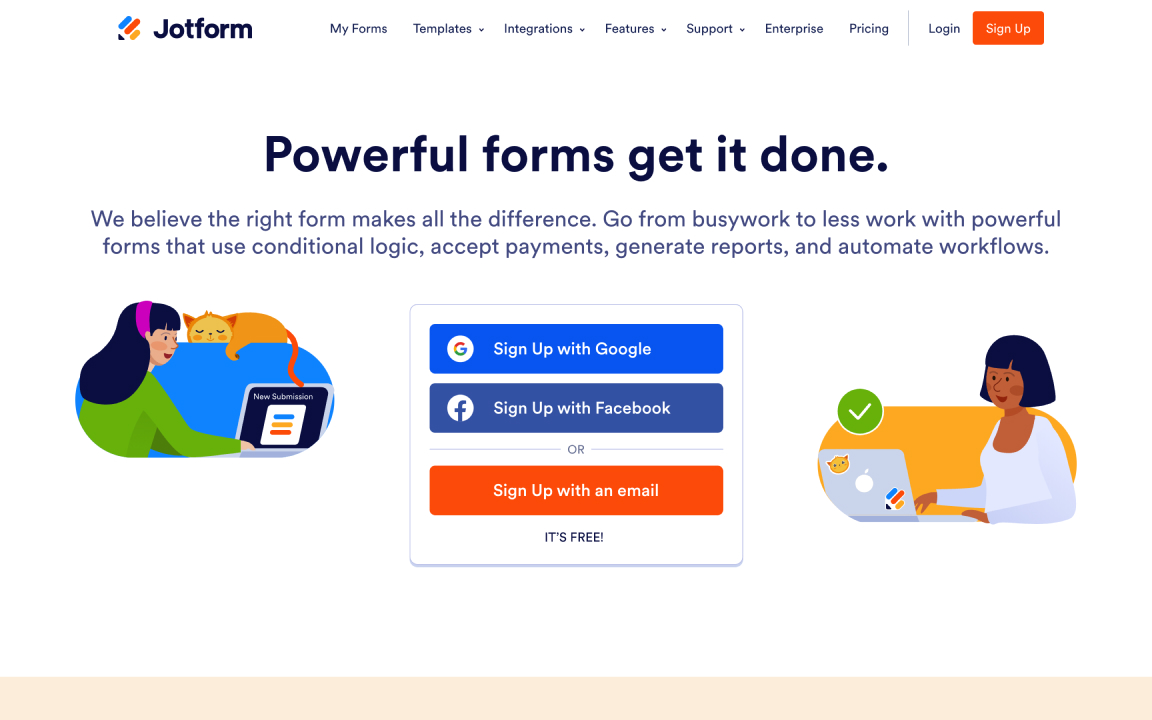 Jotform
My Forms Templates Integrations Features Support Enterprise Pricing Login Sign Up
Powerful forms get it done.
We believe the right form makes all the difference. Go from busywork to less work with powerful
forms that use conditional logic, accept payments, generate reports, and automate workflows.
New Submission
Sign Up with Google
Sign Up with Facebook
OR
Sign Up with an email
IT'S FREE!